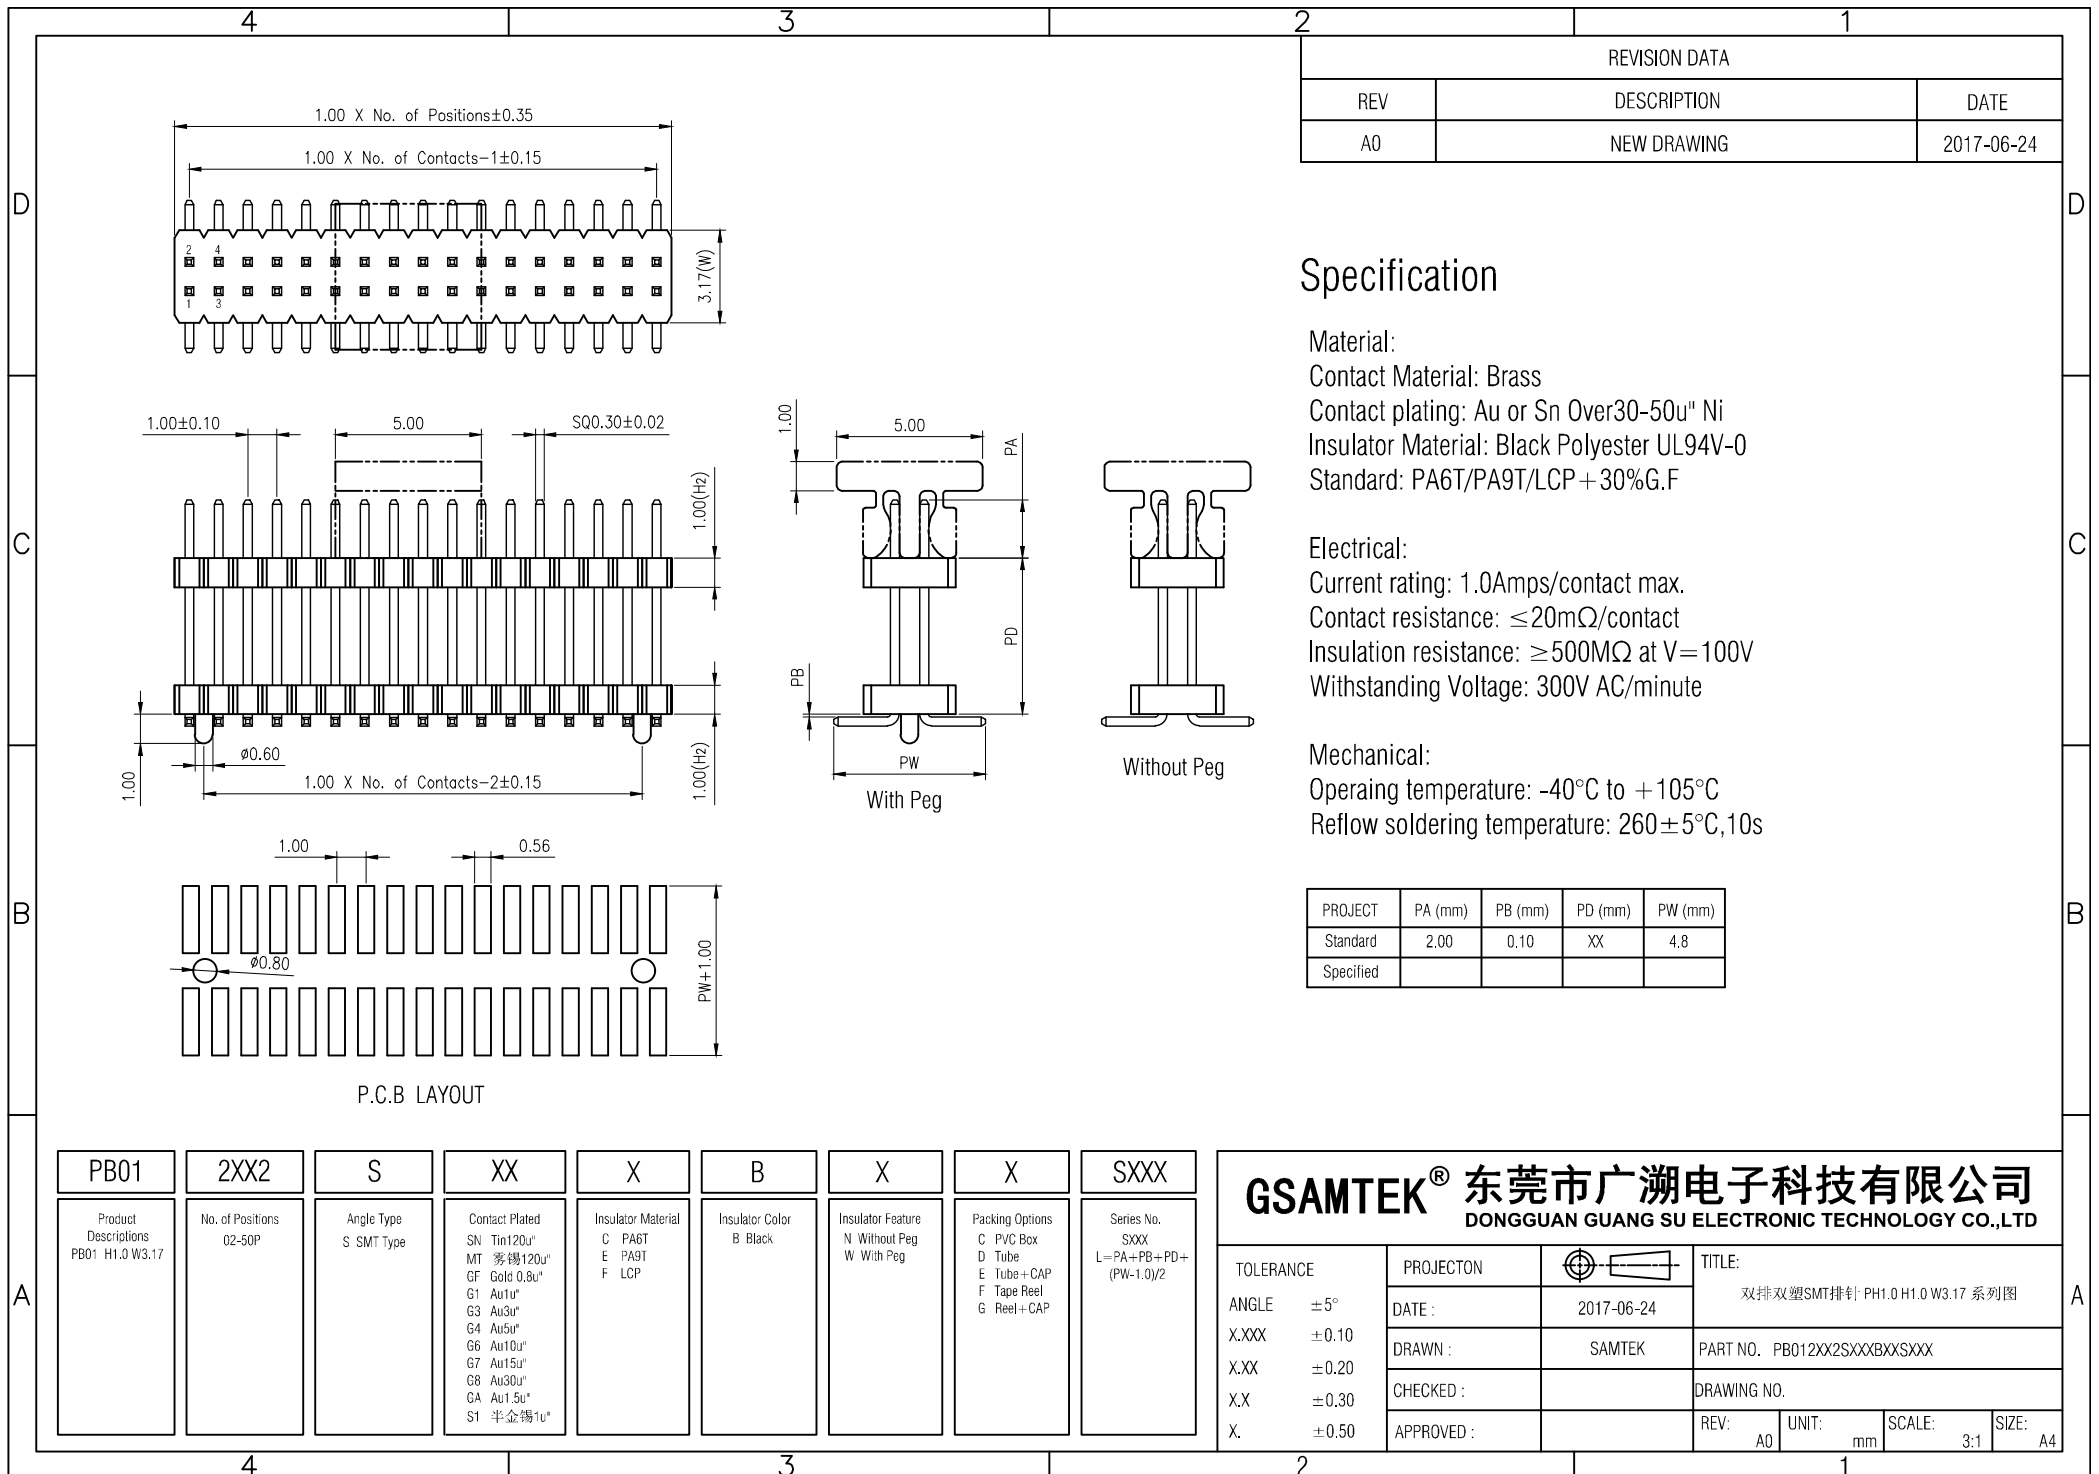 4
3
2
1
REVISION DATA
REV
DESCRIPTION
DATE
A0
NEW DRAWING
2017-06-24
D
D
1.00 X No. of Positions±0.35
1.00 X No. of Contacts-1±0.15
2 4
1 3
3.17(W)
Specification
Material:
Contact Material: Brass
Contact plating: Au or Sn Over30-50u" Ni
Insulator Material: Black Polyester UL94V-0
Standard: PA6T/PA9T/LCP+30%G.F
Electrical:
Current rating: 1.0Amps/contact max.
Contact resistance: ≤20mΩ/contact
Insulation resistance: ≥500MΩ at V=100V
Withstanding Voltage: 300V AC/minute
Mechanical:
Operaing temperature: -40°C to +105°C
Reflow soldering temperature: 260±5°C,10s
C
C
1.00±0.10
5.00
SQ0.30±0.02
1.00(H2)
1.00
ø0.60
1.00 X No. of Contacts-2±0.15
1.00(H2)
1.00
5.00
PA
PD
PB
PW
With Peg
Without Peg
B
B
1.00
0.56
ø0.80
PW+1.00
P.C.B LAYOUT
PROJECT PA (mm) PB (mm) PD (mm) PW (mm)
Standard 2.00 0.10 XX 4.8
Specified
A
A
PB01
Product
Descriptions
PB01 H1.0 W3.17
2XX2
No. of Positions
02-50P
S
Angle Type
S SMT Type
XX
Contact Plated
SN Tin120u"
MT 雾锡120u"
GF Gold 0.8u"
G1 Au1u"
G3 Au3u"
G4 Au5u"
G6 Au10u"
G7 Au15u"
G8 Au30u"
GA Au1.5u"
S1 半金锡1u"
X
Insulator Material
C PA6T
E PA9T
F LCP
B
Insulator Color
B Black
X
Insulator Feature
N Without Peg
W With Peg
X
Packing Options
C PVC Box
D Tube
E Tube+CAP
F Tape Reel
G Reel+CAP
SXXX
Series No.
SXXX
L=PA+PB+PD+
(PW-1.0)/2
GSAMTEK® 东莞市广溯电子科技有限公司
DONGGUAN GUANG SU ELECTRONIC TECHNOLOGY CO.,LTD
TOLERANCE
ANGLE ±5°
X.XXX ±0.10
X.XX ±0.20
X.X ±0.30
X. ±0.50
PROJECTON
DATE : 2017-06-24
DRAWN : SAMTEK
CHECKED :
APPROVED :
TITLE:
双排双塑SMT排针 PH1.0 H1.0 W3.17 系列图
PART NO. PB012XX2SXXXBXXSXXX
DRAWING NO.
REV: A0
UNIT: mm
SCALE: 3:1
SIZE: A4
4
3
2
1